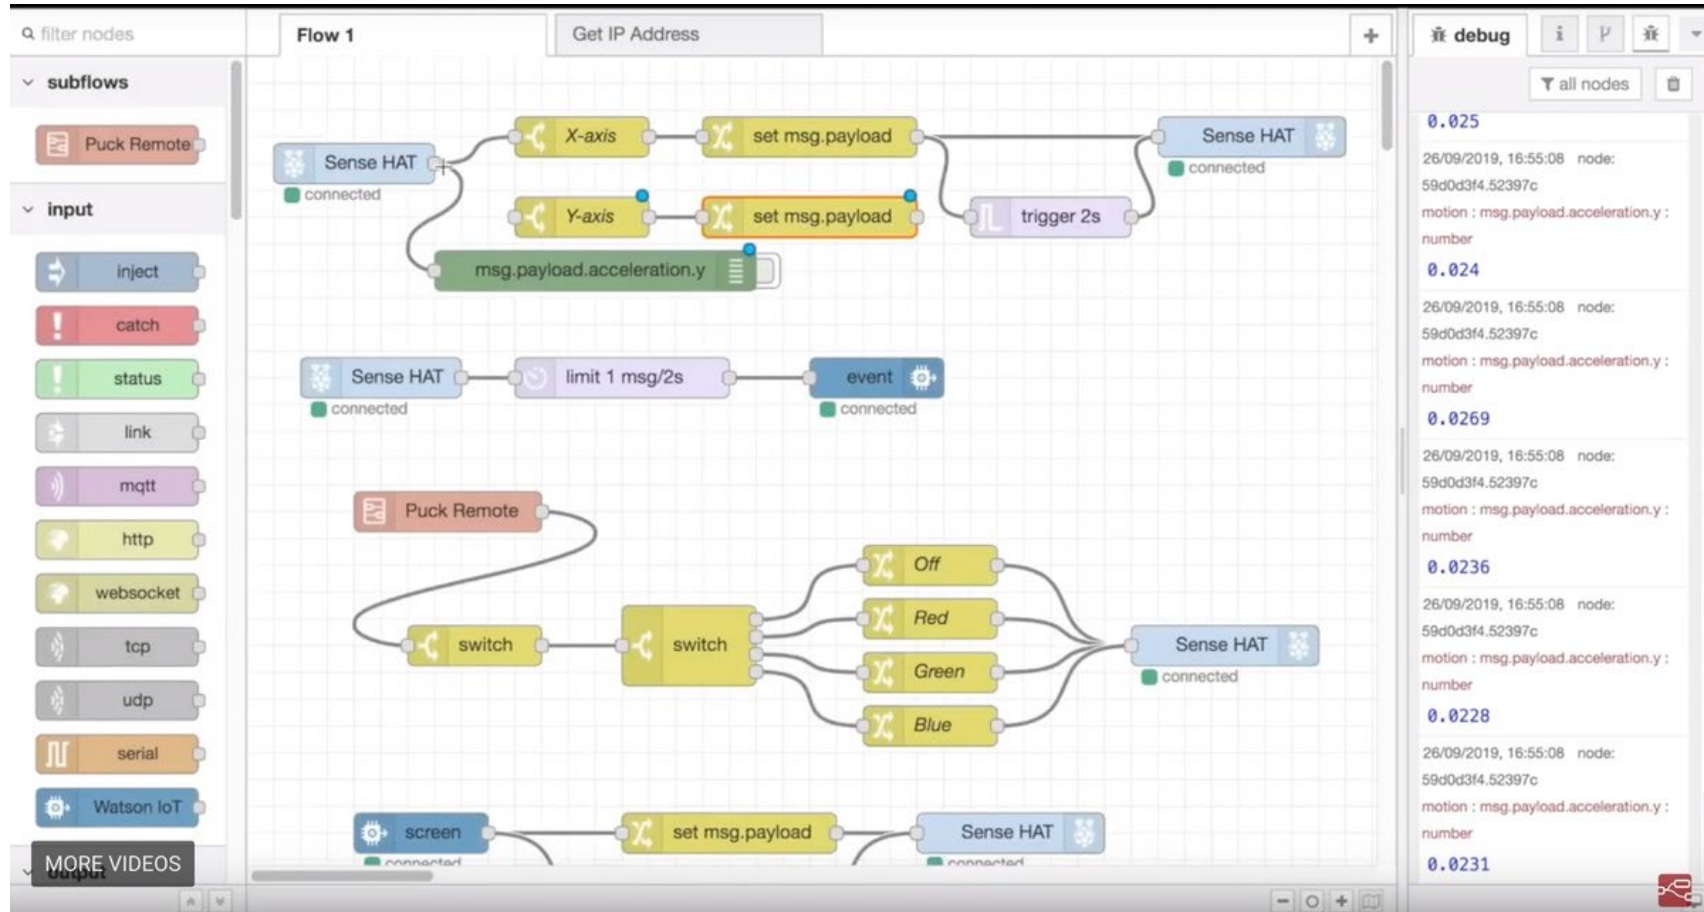 filter nodes
subflows
Puck Remote
input
inject
catch
status
link
mqtt
http
websocket
tcp
udp
serial
Watson IoT
output
MORE VIDEOS
Flow 1
Get IP Address
Sense HAT
connected
X-axis
set msg.payload
Sense HAT
connected
Y-axis
set msg.payload
trigger 2s
msg.payload.acceleration.y
Sense HAT
connected
limit 1 msg/2s
event
connected
Puck Remote
switch
switch
Off
Red
Green
Blue
Sense HAT
connected
screen
connected
set msg.payload
Sense HAT
connected
debug
i
all nodes
0.025
26/09/2019, 16:55:08 node:
59d0d3f4.52397c
motion : msg.payload.acceleration.y :
number
0.024
26/09/2019, 16:55:08 node:
59d0d3f4.52397c
motion : msg.payload.acceleration.y :
number
0.0269
26/09/2019, 16:55:08 node:
59d0d3f4.52397c
motion : msg.payload.acceleration.y :
number
0.0236
26/09/2019, 16:55:08 node:
59d0d3f4.52397c
motion : msg.payload.acceleration.y :
number
0.0228
26/09/2019, 16:55:08 node:
59d0d3f4.52397c
motion : msg.payload.acceleration.y :
number
0.0231